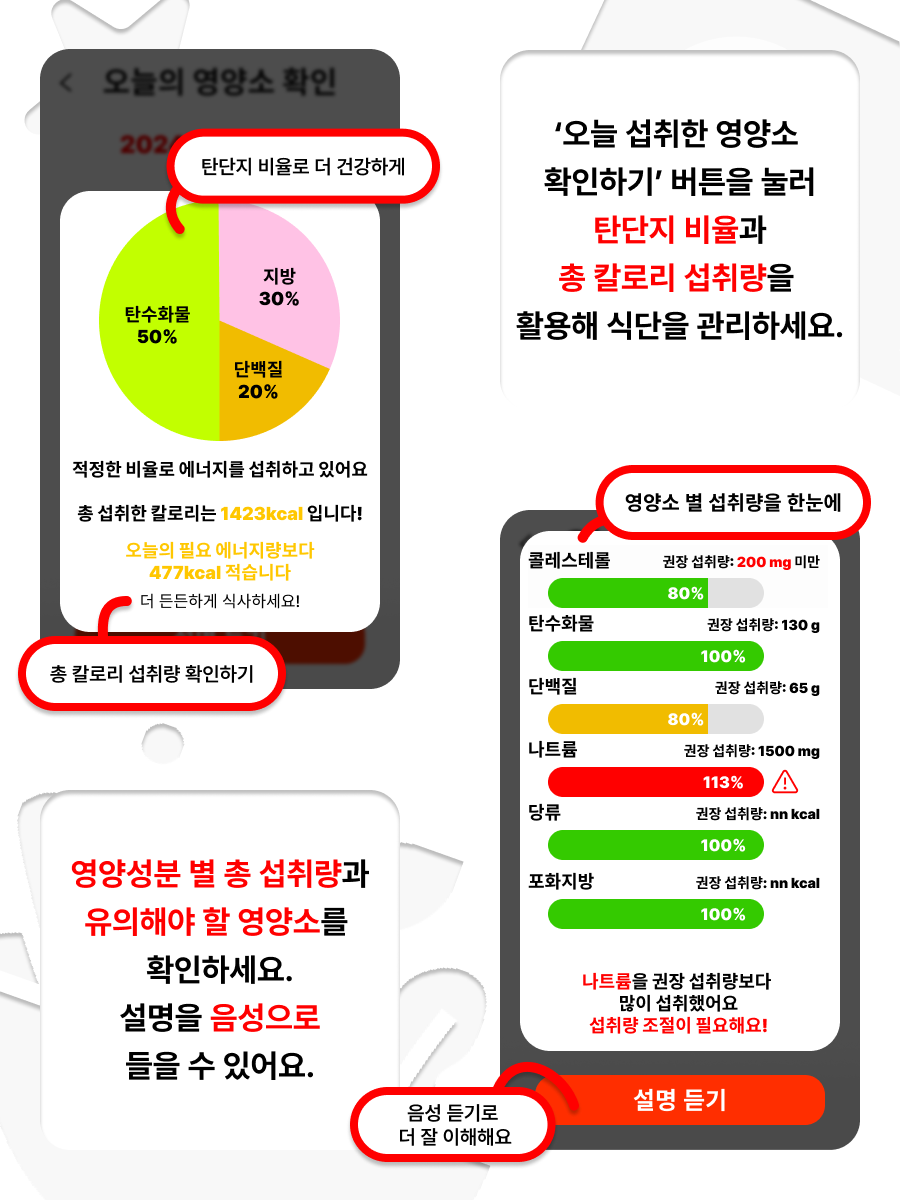 오늘의 영양소 확인
탄단지 비율로 더 건강하게
지방
30%
탄수화물
50%
단백질
20%
적정한 비율로 에너지를 섭취하고 있어요
총 섭취한 칼로리는 1423kcal 입니다!
오늘의 필요 에너지량보다
477kcal 적습니다
더 든든하게 식사하세요!
총 칼로리 섭취량 확인하기
‘오늘 섭취한 영양소
확인하기’ 버튼을 눌러
탄단지 비율과
총 칼로리 섭취량을
활용해 식단을 관리하세요.
영양성분 별 총 섭취량과
유의해야 할 영양소를
확인하세요.
설명을 음성으로
들을 수 있어요.
영양소 별 섭취량을 한눈에
콜레스테롤 권장 섭취량: 200 mg 미만
80%
탄수화물 권장 섭취량: 130 g
100%
단백질 권장 섭취량: 65 g
80%
나트륨 권장 섭취량: 1500 mg
113%
당류 권장 섭취량: nn kcal
100%
포화지방 권장 섭취량: nn kcal
100%
나트륨을 권장 섭취량보다
많이 섭취했어요
섭취량 조절이 필요해요!
설명 듣기
음성 듣기로
더 잘 이해해요